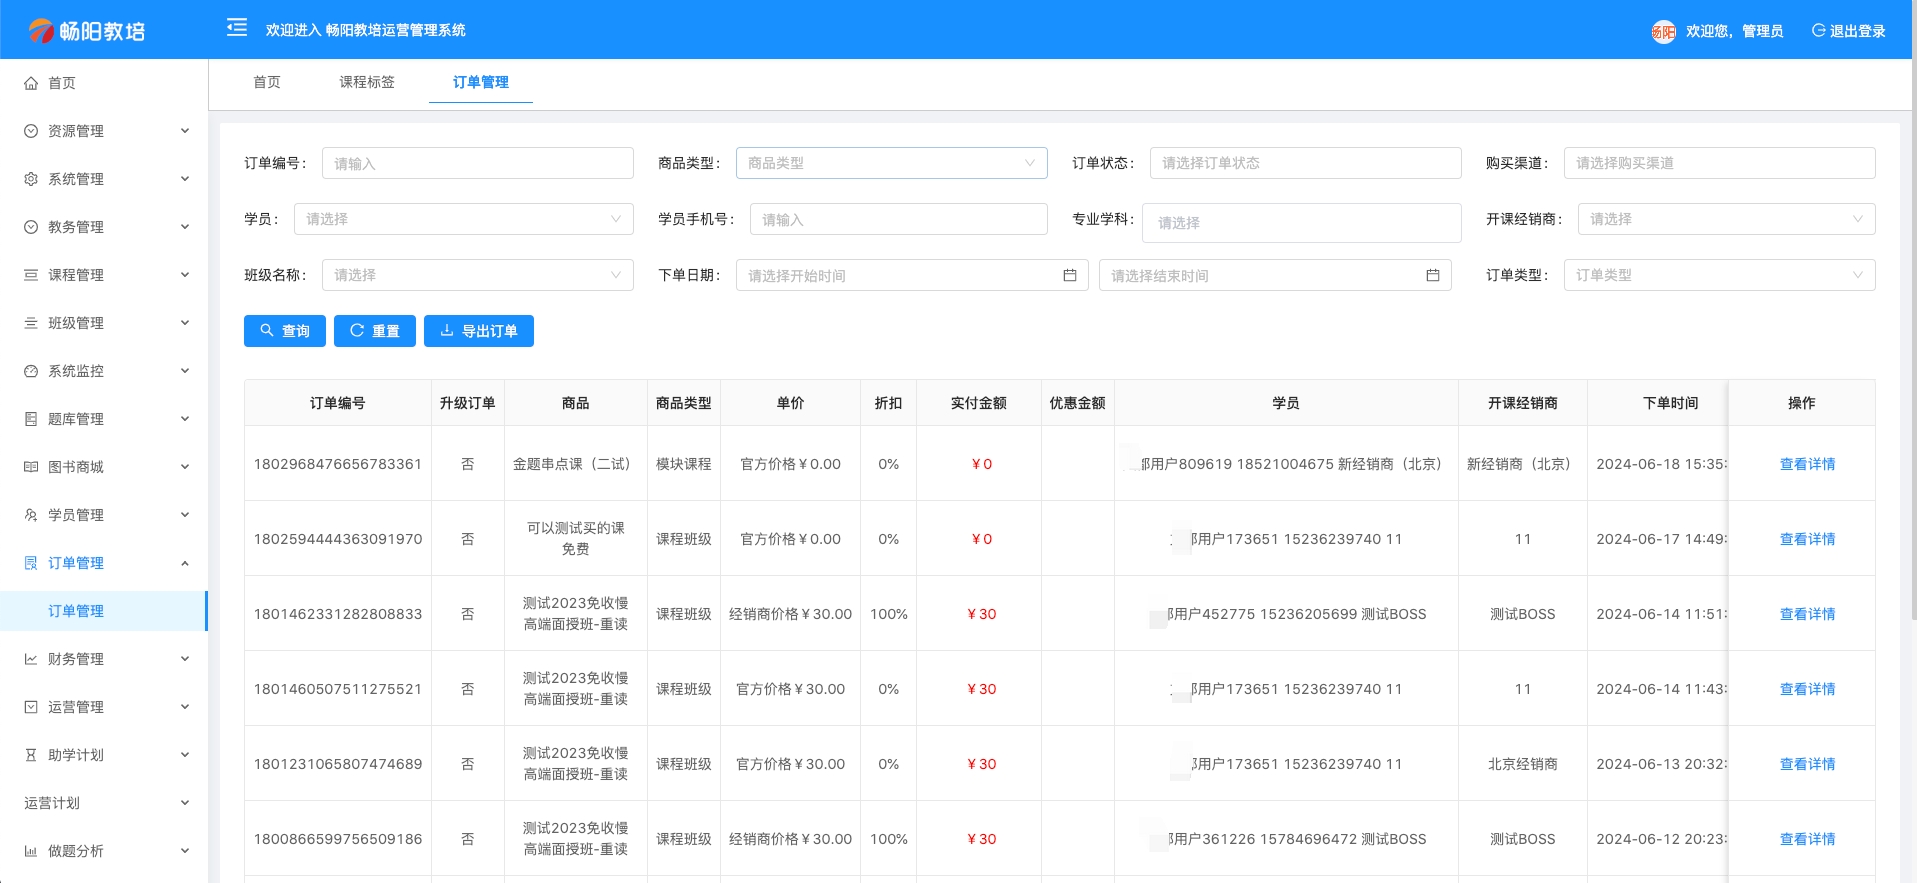 畅阳教培
欢迎进入 畅阳教培运营管理系统
畅阳
欢迎您，管理员
退出登录
首页
资源管理
系统管理
教务管理
课程管理
班级管理
系统监控
题库管理
图书商城
学员管理
订单管理
订单管理
财务管理
运营管理
助学计划
运营计划
做题分析
首页 课程标签 订单管理
订单编号： 请输入 商品类型： 商品类型 订单状态： 请选择订单状态 购买渠道： 请选择购买渠道
学员： 请选择 学员手机号： 请输入 专业学科： 请选择 开课经销商： 请选择
班级名称： 请选择 下单日期： 请选择开始时间 请选择结束时间 订单类型： 订单类型
查询 重置 导出订单
订单编号 升级订单 商品 商品类型 单价 折扣 实付金额 优惠金额 学员 开课经销商 下单时间 操作
1802968476656783361 否 金题串点课（二试） 模块课程 官方价格￥0.00 0% ￥0 用户809619 18521004675 新经销商（北京） 新经销商（北京） 2024-06-18 15:35: 查看详情
1802594444363091970 否 可以测试买的课
免费 课程班级 官方价格￥0.00 0% ￥0 用户173651 15236239740 11 11 2024-06-17 14:49: 查看详情
1801462331282808833 否 测试2023免收慢
高端面授班-重读 课程班级 经销商价格￥30.00 100% ￥30 用户452775 15236205699 测试BOSS 测试BOSS 2024-06-14 11:51: 查看详情
1801460507511275521 否 测试2023免收慢
高端面授班-重读 课程班级 官方价格￥30.00 0% ￥30 用户173651 15236239740 11 11 2024-06-14 11:43: 查看详情
1801231065807474689 否 测试2023免收慢
高端面授班-重读 课程班级 官方价格￥30.00 0% ￥30 用户173651 15236239740 11 北京经销商 2024-06-13 20:32: 查看详情
1800866599756509186 否 测试2023免收慢
高端面授班-重读 课程班级 经销商价格￥30.00 100% ￥30 用户361226 15784696472 测试BOSS 测试BOSS 2024-06-12 20:23: 查看详情